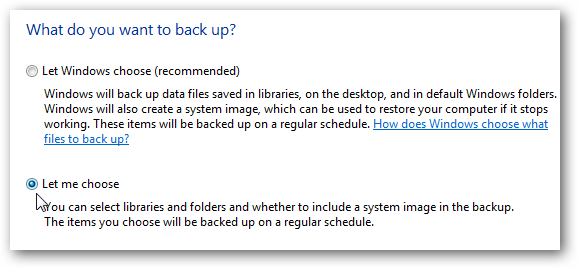 What do you want to back up?
Let Windows choose (recommended)
Windows will back up data files saved in libraries, on the desktop, and in default Windows folders.
Windows will also create a system image, which can be used to restore your computer if it stops
working. These items will be backed up on a regular schedule. How does Windows choose what
files to back up?
Let me choose
You can select libraries and folders and whether to include a system image in the backup.
The items you choose will be backed up on a regular schedule.